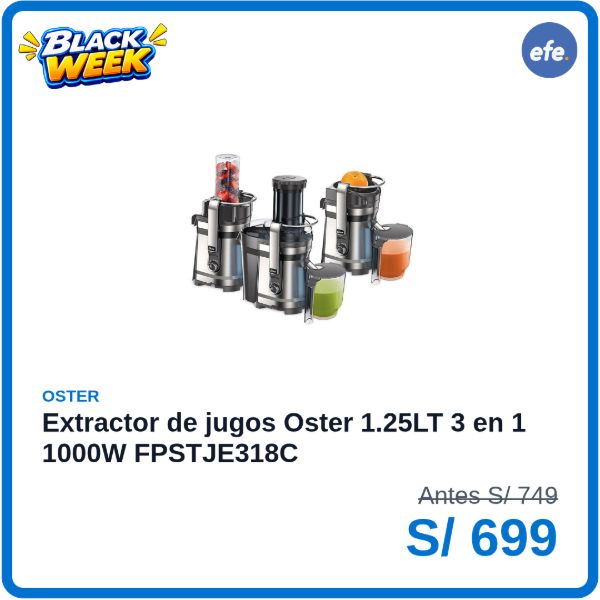 BLACK
WEEK
efe.
OSTER
Extractor de jugos Oster 1.25LT 3 en 1
1000W FPSTJE318C
Antes S/ 749
S/ 699